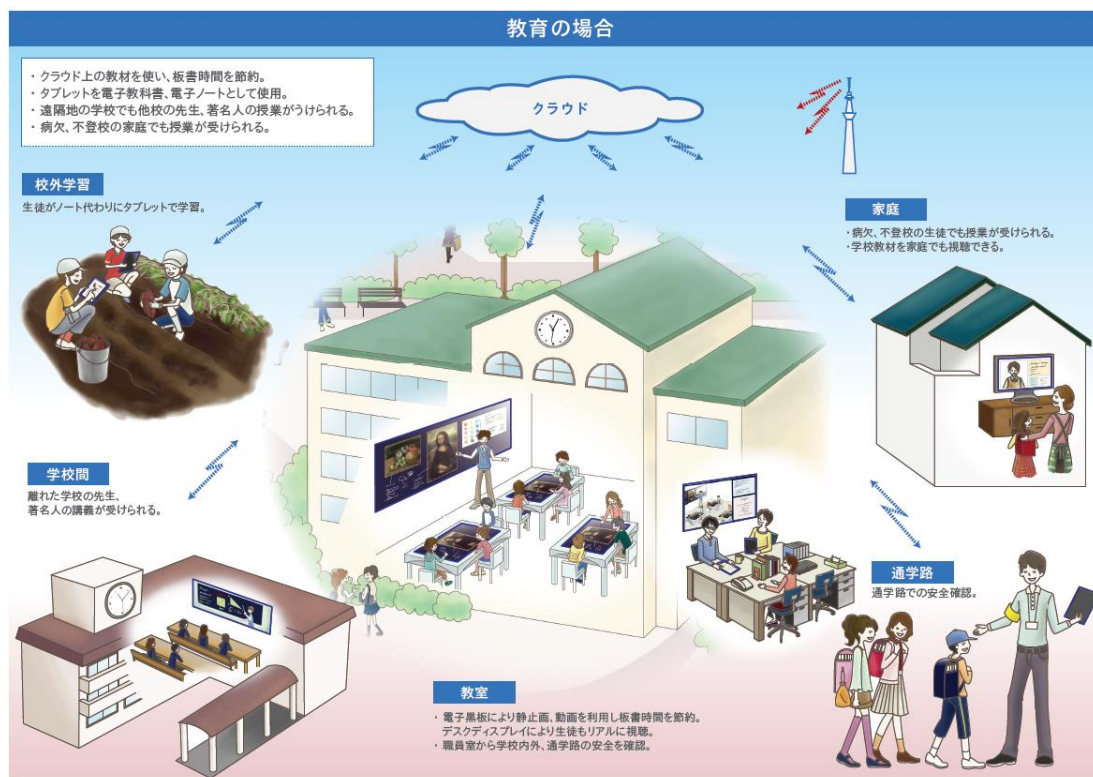 教育の場合
・クラウド上の教材を使い、板書時間を節約。
・タブレットを電子教科書、電子ノートとして使用。
・遠隔地の学校でも他校の先生、著名人の授業がうけられる。
・病欠、不登校の家庭でも授業が受けられる。
クラウド
校外学習
生徒がノート代わりにタブレットで学習。
家庭
・病欠、不登校の生徒でも授業が受けられる。
・学校教材を家庭でも視聴できる。
学校間
離れた学校の先生、
著名人の講義が受けられる。
通学路
通学路での安全確認。
教室
・電子黒板により静止画、動画を利用し板書時間を節約。
デスクディスプレイにより生徒もリアルに視聴。
・職員室から学校内外、通学路の安全を確認。